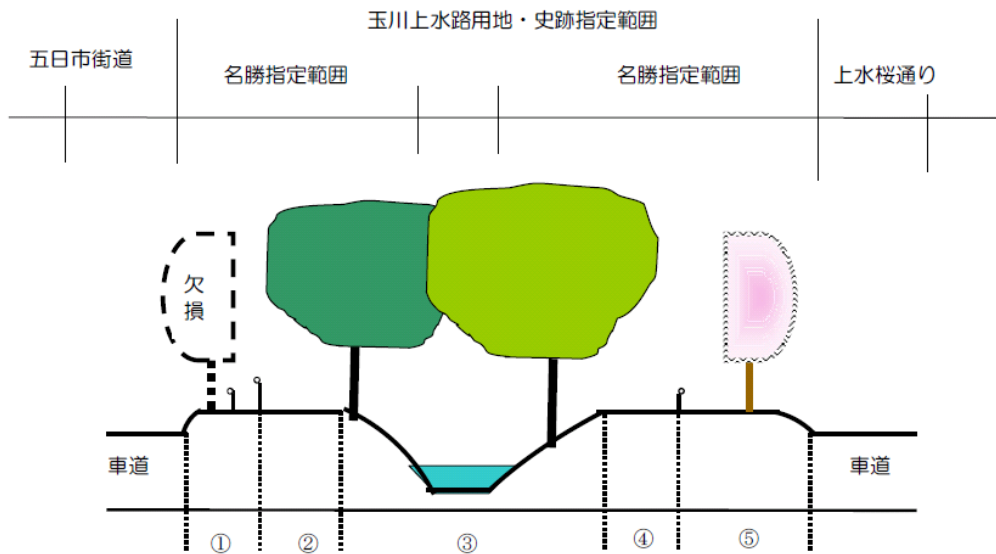 玉川上水路用地・史跡指定範囲
五日市街道
名勝指定範囲
名勝指定範囲
上水桜通り
欠
損
車道
車道
①
②
③
④
⑤